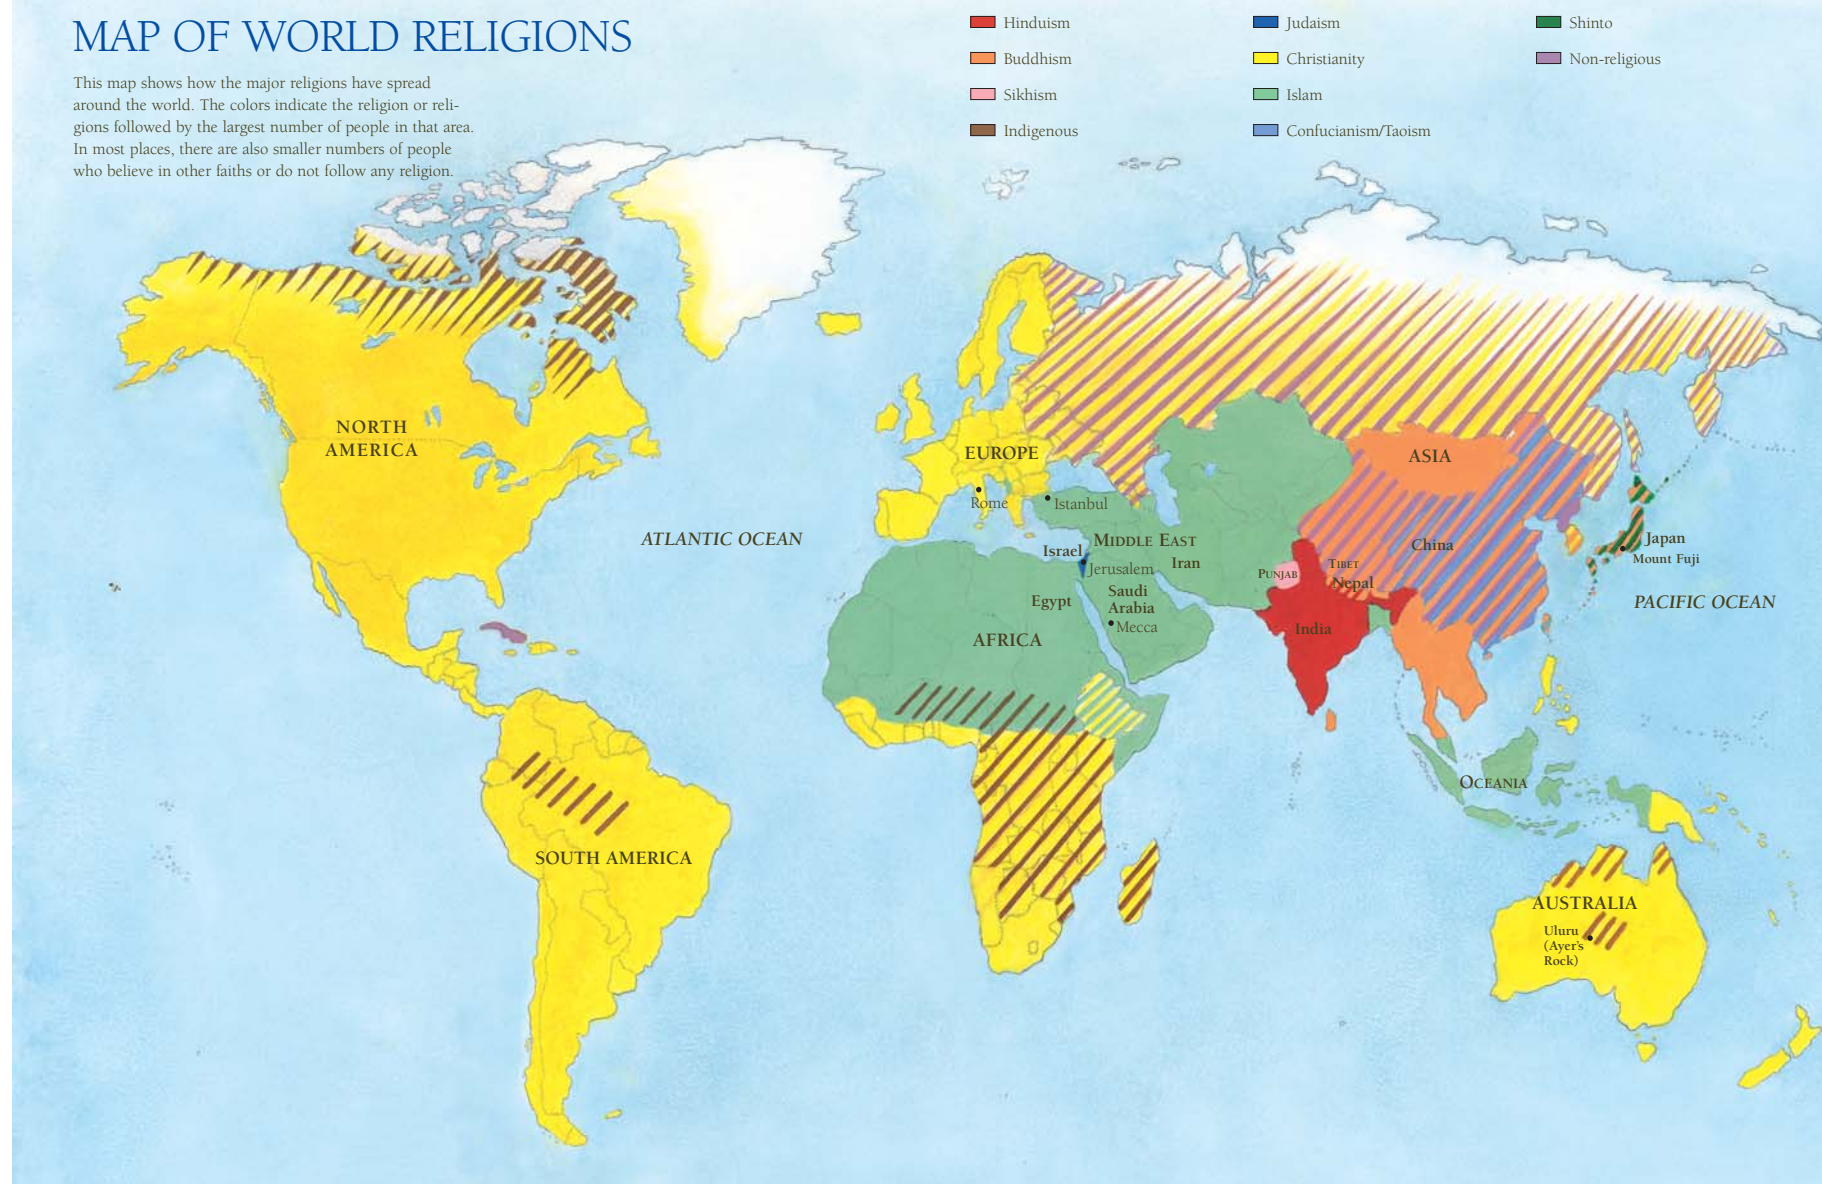 MAP OF WORLD RELIGIONS
This map shows how the major religions have spread
around the world. The colors indicate the religion or reli-
gions followed by the largest number of people in that area.
In most places, there are also smaller numbers of people
who believe in other faiths or do not follow any religion.
Hinduism
Buddhism
Sikhism
Indigenous
Judaism
Christianity
Islam
Confucianism/Taoism
Shinto
Non-religious
NORTH
AMERICA
ATLANTIC OCEAN
SOUTH AMERICA
EUROPE
Rome
Istanbul
MIDDLE EAST
Israel
Jerusalem
Iran
Egypt
Saudi
Arabia
Mecca
AFRICA
ASIA
China
PUNJAB
TIBET
Nepal
India
Japan
Mount Fuji
PACIFIC OCEAN
OCEANIA
AUSTRALIA
Uluru
(Ayer's
Rock)